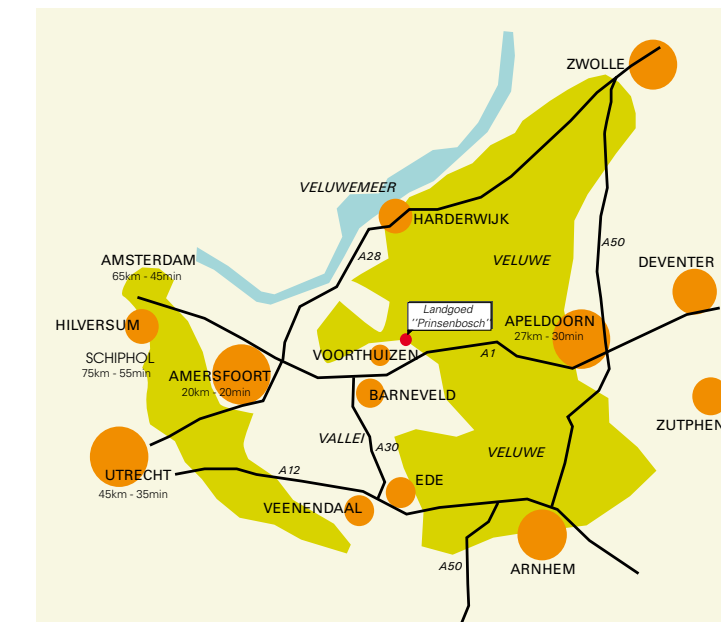 ZWOLLE
VELUWEMEER
HARDERWIJK
A50
A28
AMSTERDAM
65km - 45min
VELUWE
DEVENTER
Landgoed
''Prinsenbosch''
HILVERSUM
APELDOORN
27km - 30min
SCHIPHOL
75km - 55min
VOORTHUIZEN
A1
AMERSFOORT
20km - 20min
BARNEVELD
ZUTPHEN
VALLEI
A30
VELUWE
A12
UTRECHT
45km - 35min
EDE
VEENENDAAL
A50
ARNHEM